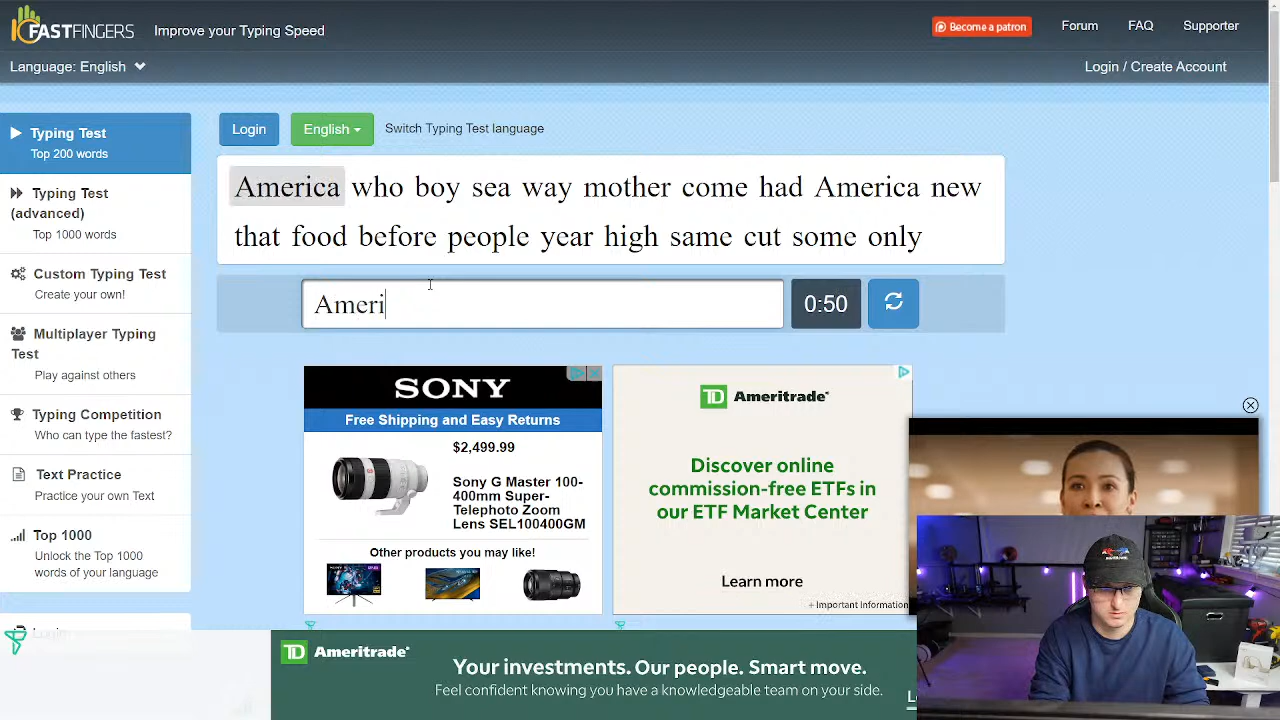 FASTFINGERS
Improve your Typing Speed
Become a patron
Forum
FAQ
Supporter
Language: English
Login / Create Account
Typing Test
Top 200 words
Typing Test
(advanced)
Top 1000 words
Custom Typing Test
Create your own!
Multiplayer Typing
Test
Play against others
Typing Competition
Who can type the fastest?
Text Practice
Practice your own Text
Top 1000
Unlock the Top 1000
words of your language
Login
English
Switch Typing Test language
America who boy sea way mother come had America new
that food before people year high same cut some only
Ameri
0:50
SONY
Free Shipping and Easy Returns
$2,499.99
Sony G Master 100-
400mm Super-
Telephoto Zoom
Lens SEL100400GM
Other products you may like!
TD Ameritrade
Discover online
commission-free ETFs in
our ETF Market Center
Learn more
+ Important Information
TD Ameritrade
Your investments. Our people. Smart move.
Feel confident knowing you have a knowledgeable team on your side.